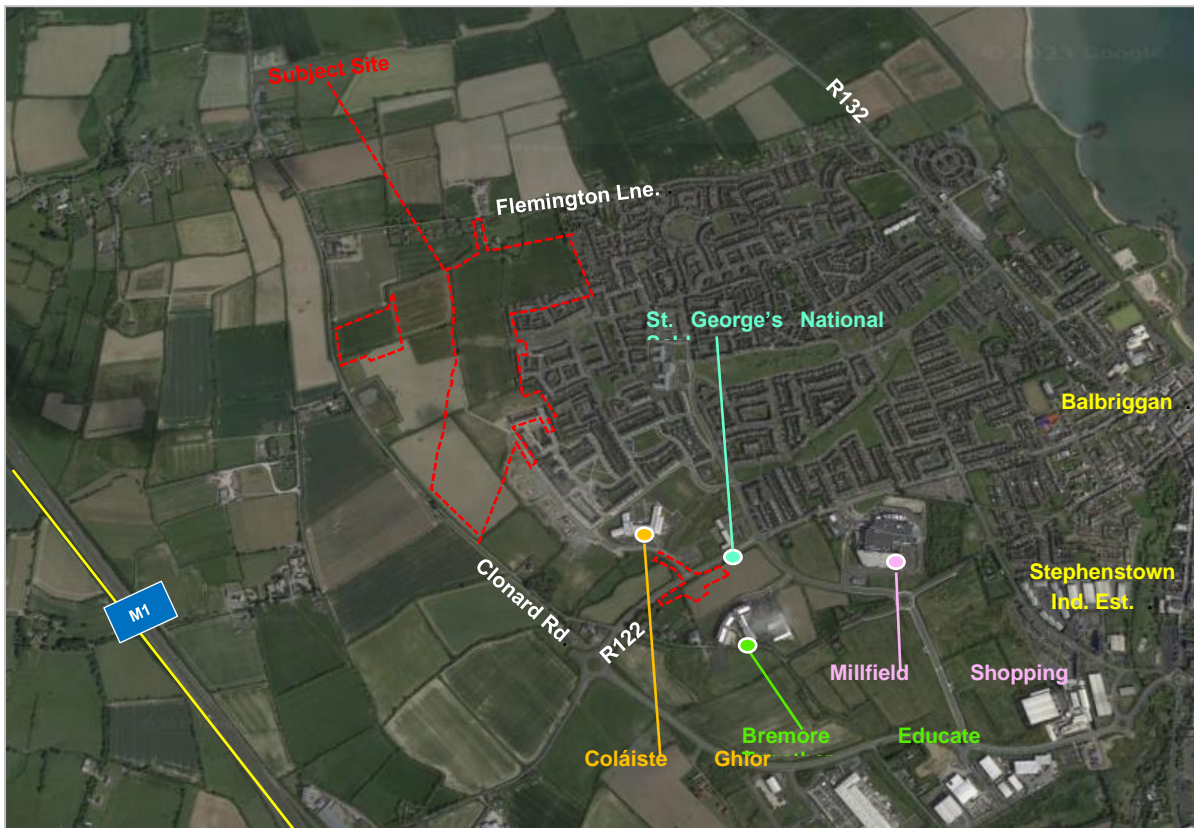 Subject Site
R132
Flemington Lne.
St. George's National
Balbriggan
Stephenstown
Ind. Est.
Clonard Rd.
R122
M1
Millfield Shopping
Bremore Educate
Coláiste Ghlór